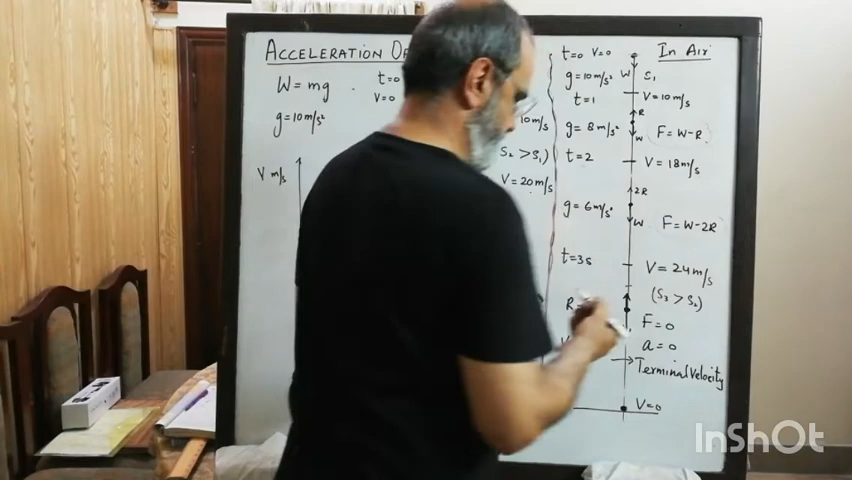 ACCELERATION
W = mg
g=10m/s²
t=0
V=0
V m/s
10m/s
S₂ > S₁)
V = 20m/s
t=0 V=0
g=10m/s²
t=1
g= 8m/s²
t=2
g= 6m/s²
t=3s
In Air
W S₁
V=10m/s
R
W
F= W-R
V = 18m/s
2R
W
F= W-2R
V = 24m/s
(S₃ > S₂)
F=0
a=0
Terminal Velocity
V=0
InShOt